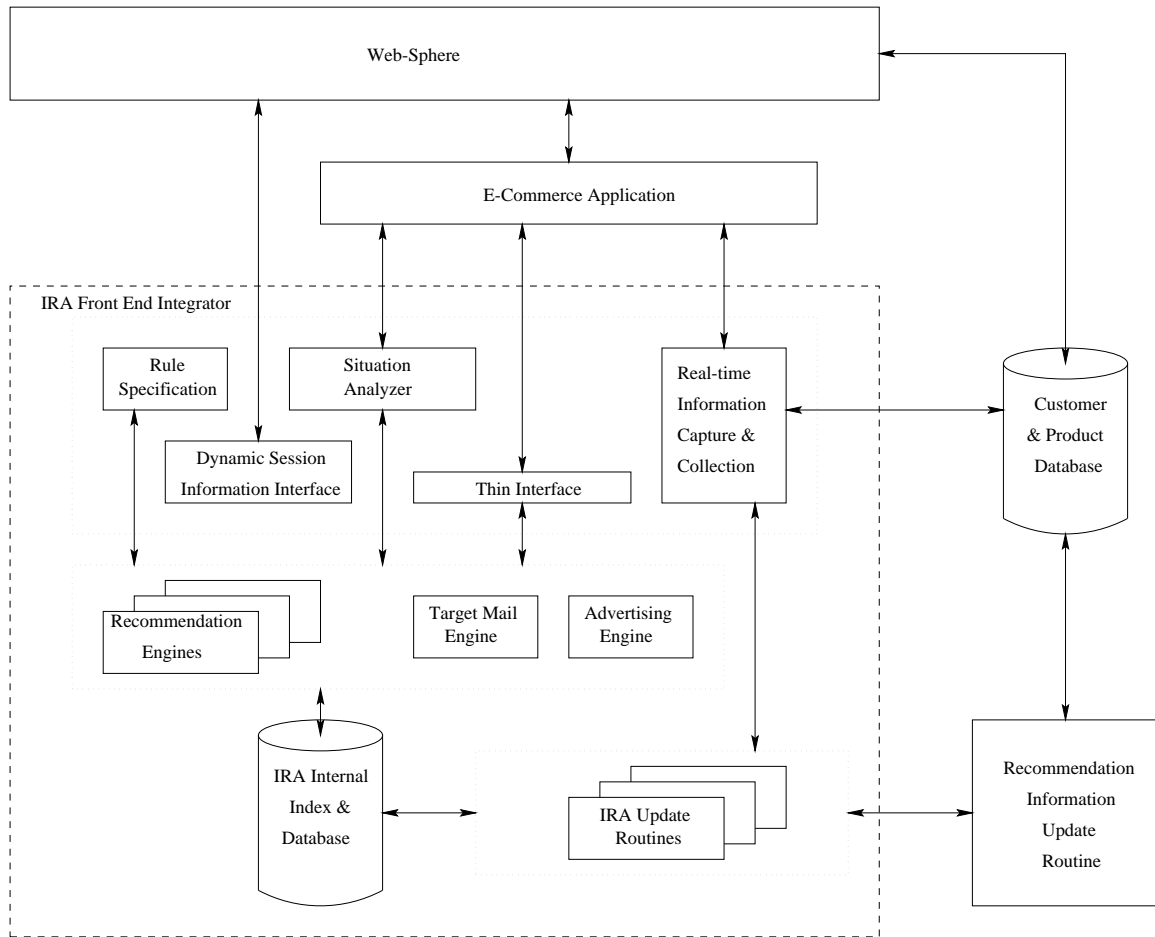 Web-Sphere
E-Commerce Application
IRA Front End Integrator
Rule
Specification
Situation
Analyzer
Real-time
Information
Capture &
Collection
Customer
& Product
Database
Dynamic Session
Information Interface
Thin Interface
Recommendation
Engines
Target Mail
Engine
Advertising
Engine
IRA Internal
Index &
Database
IRA Update
Routines
Recommendation
Information
Update
Routine